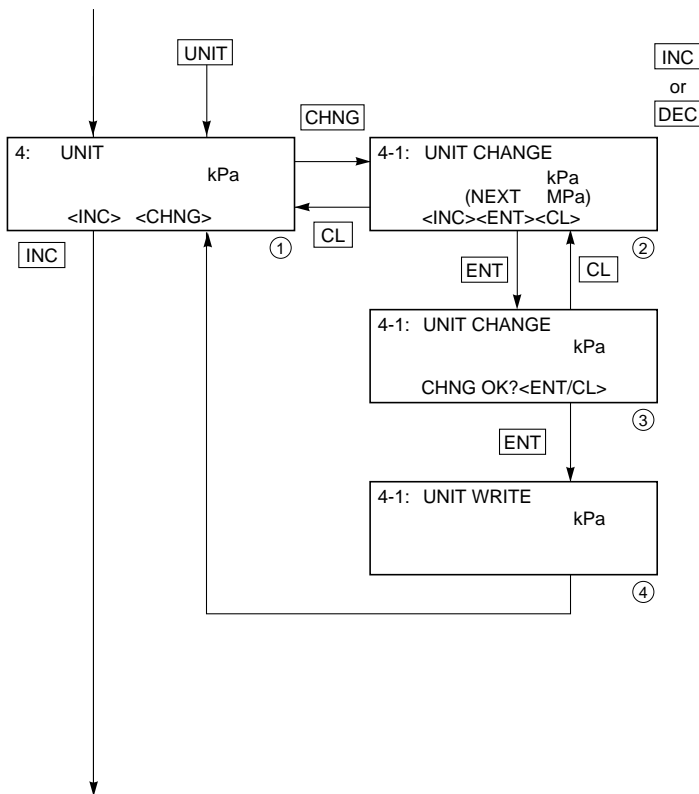 UNIT
INC
or
DEC
CHNG
4: UNIT
kPa
<INC> <CHNG>
①
INC
CL
4-1: UNIT CHANGE
kPa
(NEXT MPa)
<INC><ENT><CL>
②
ENT
CL
4-1: UNIT CHANGE
kPa
CHNG OK?<ENT/CL>
③
ENT
4-1: UNIT WRITE
kPa
④